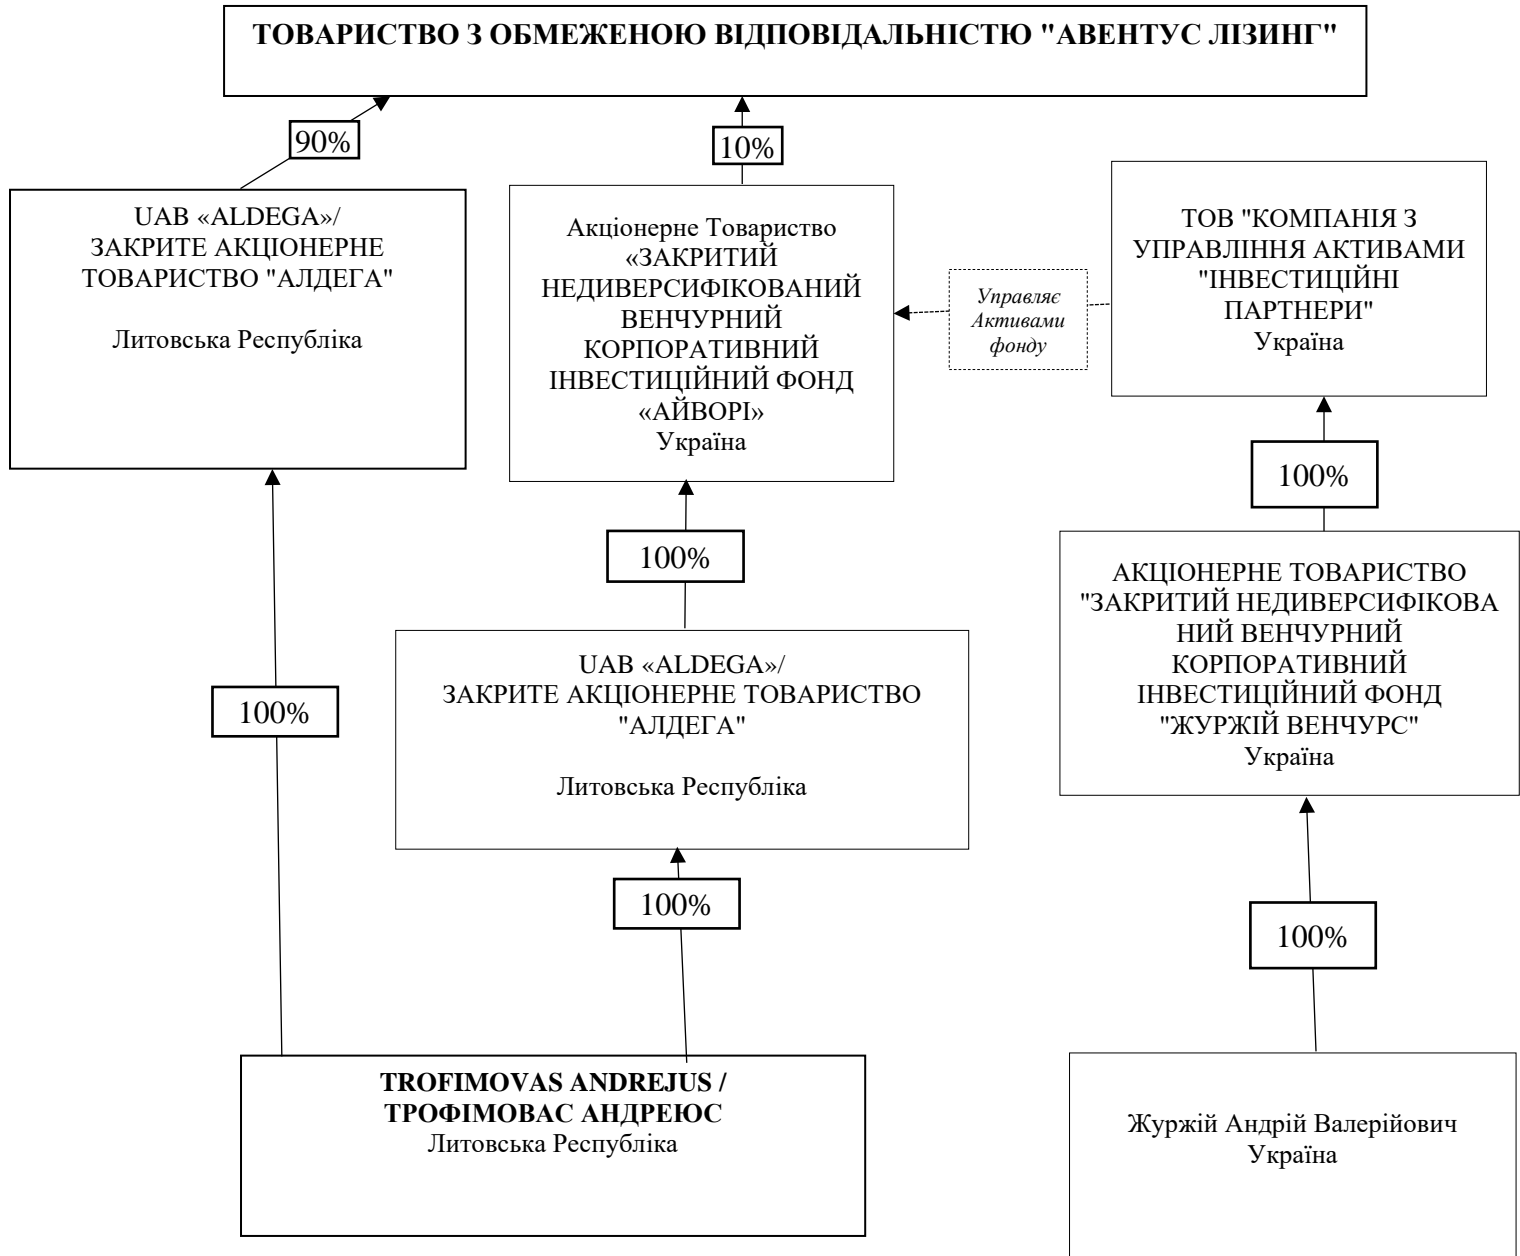 ТОВАРИСТВО З ОБМЕЖЕНОЮ ВІДПОВІДАЛЬНІСТЮ "АВЕНТУС ЛІЗИНГ"
90%
10%
UAB «ALDEGA»/
ЗАКРИТЕ АКЦІОНЕРНЕ
ТОВАРИСТВО "АЛДЕГА"
Литовська Республіка
Акціонерне Товариство
«ЗАКРИТИЙ
НЕДИВЕРСИФІКОВАНИЙ
ВЕНЧУРНИЙ
КОРПОРАТИВНИЙ
ІНВЕСТИЦІЙНИЙ ФОНД
«АЙВОРІ»
Україна
Управляє
Активами
фонду
ТОВ "КОМПАНІЯ З
УПРАВЛІННЯ АКТИВАМИ
"ІНВЕСТИЦІЙНІ
ПАРТНЕРИ"
Україна
100%
100%
100%
UAB «ALDEGA»/
ЗАКРИТЕ АКЦІОНЕРНЕ ТОВАРИСТВО
"АЛДЕГА"
Литовська Республіка
АКЦІОНЕРНЕ ТОВАРИСТВО
"ЗАКРИТИЙ НЕДИВЕРСИФІКОВА
НИЙ ВЕНЧУРНИЙ
КОРПОРАТИВНИЙ
ІНВЕСТИЦІЙНИЙ ФОНД
"ЖУРЖІЙ ВЕНЧУРС"
Україна
100%
100%
TROFIMOVAS ANDREJUS /
ТРОФІМОВАС АНДРЕЮС
Литовська Республіка
Журжій Андрій Валерійович
Україна